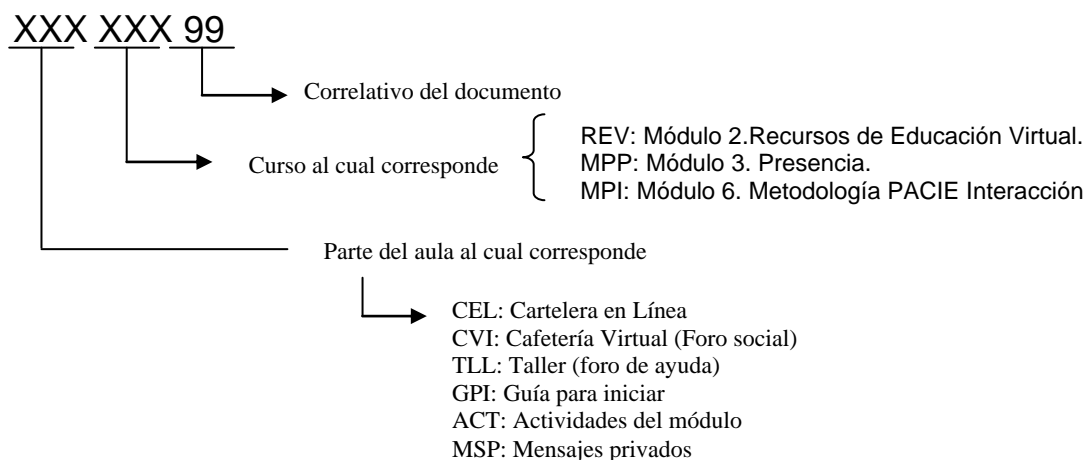 XXX XXX 99
Correlativo del documento
Curso al cual corresponde
REV: Módulo 2.Recursos de Educación Virtual.
MPP: Módulo 3. Presencia.
MPI: Módulo 6. Metodología PACIE Interacción
Parte del aula al cual corresponde
CEL: Cartelera en Línea
CVI: Cafetería Virtual (Foro social)
TLL: Taller (foro de ayuda)
GPI: Guía para iniciar
ACT: Actividades del módulo
MSP: Mensajes privados